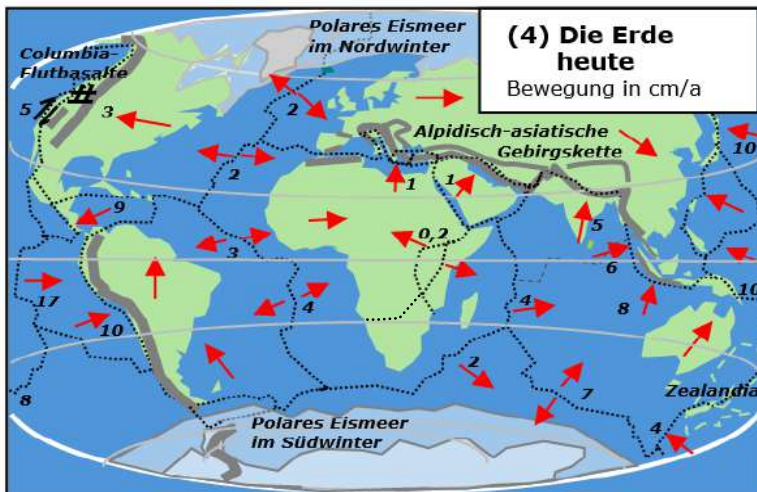 Polares Eismeer
im Nordwinter
(4) Die Erde
heute
Bewegung in cm/a
Columbia-
Flutbasalte
#
5
3
2
Alpidisch-asiatische
Gebirgskette
10
2
1
1
9
0,2
5
3
6
17
10
4
4
8
10
2
7
8
Zealandia
4
Polares Eismeer
im Südwinter